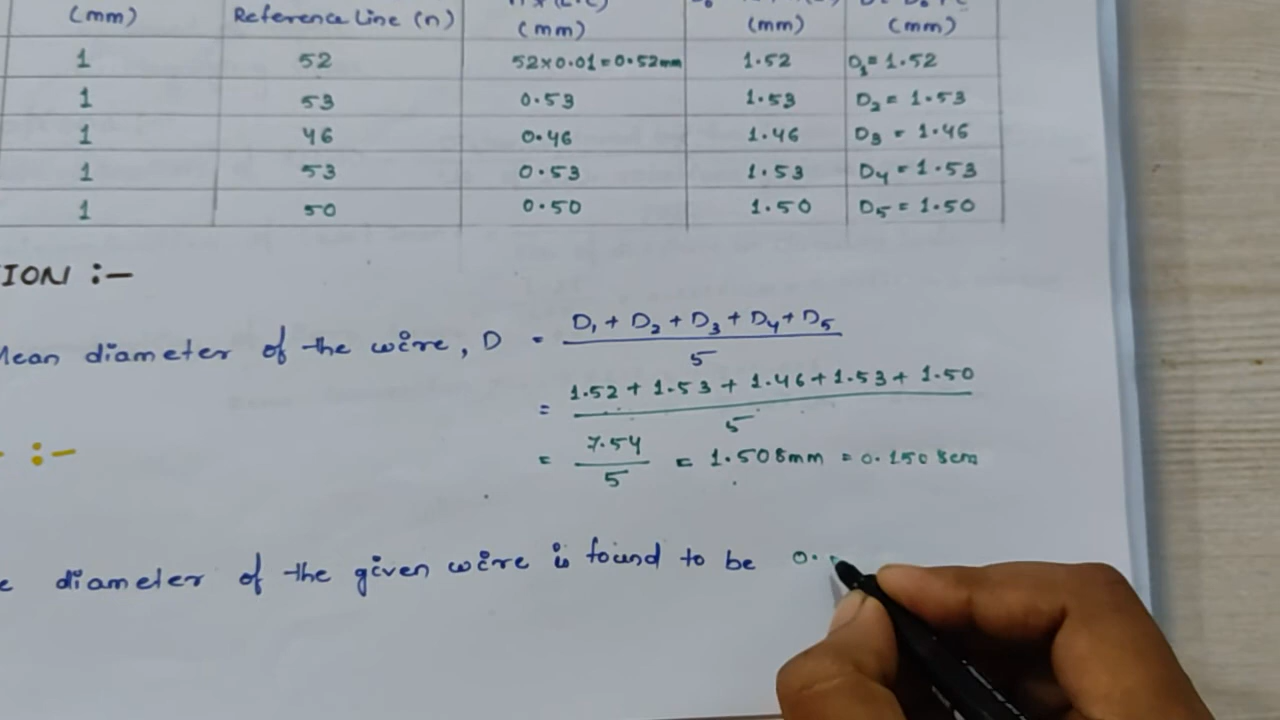 (mm) Reference Line (n) (mm) (mm) (mm)
1 52 52×0.01=0.52mm 1.52 D1= 1.52
1 53 0.53 1.53 D2= 1.53
1 46 0.46 1.46 D3= 1.46
1 53 0.53 1.53 D4= 1.53
1 50 0.50 1.50 D5= 1.50
ION :-
Mean diameter of the wire, D = D1 + D2 + D3 + D4 + D5
5
= 1.52 + 1.53 + 1.46 + 1.53 + 1.50
5
:-
= 7.54 / 5 = 1.508mm = 0.1508cm
e diameter of the given wire is found to be 0.